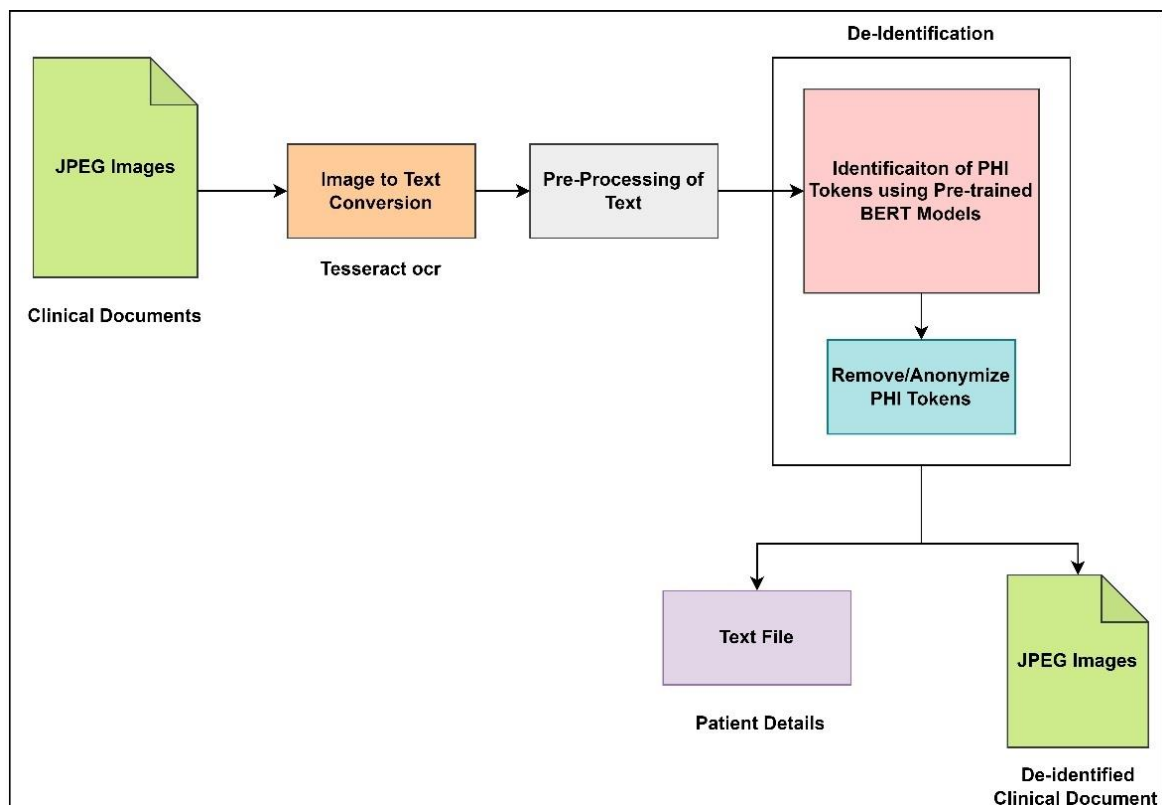 De-Identification
JPEG Images
Clinical Documents
Image to Text
Conversion
Tesseract ocr
Pre-Processing of
Text
Identificaiton of PHI
Tokens using Pre-trained
BERT Models
Remove/Anonymize
PHI Tokens
Text File
Patient Details
JPEG Images
De-identified
Clinical Document